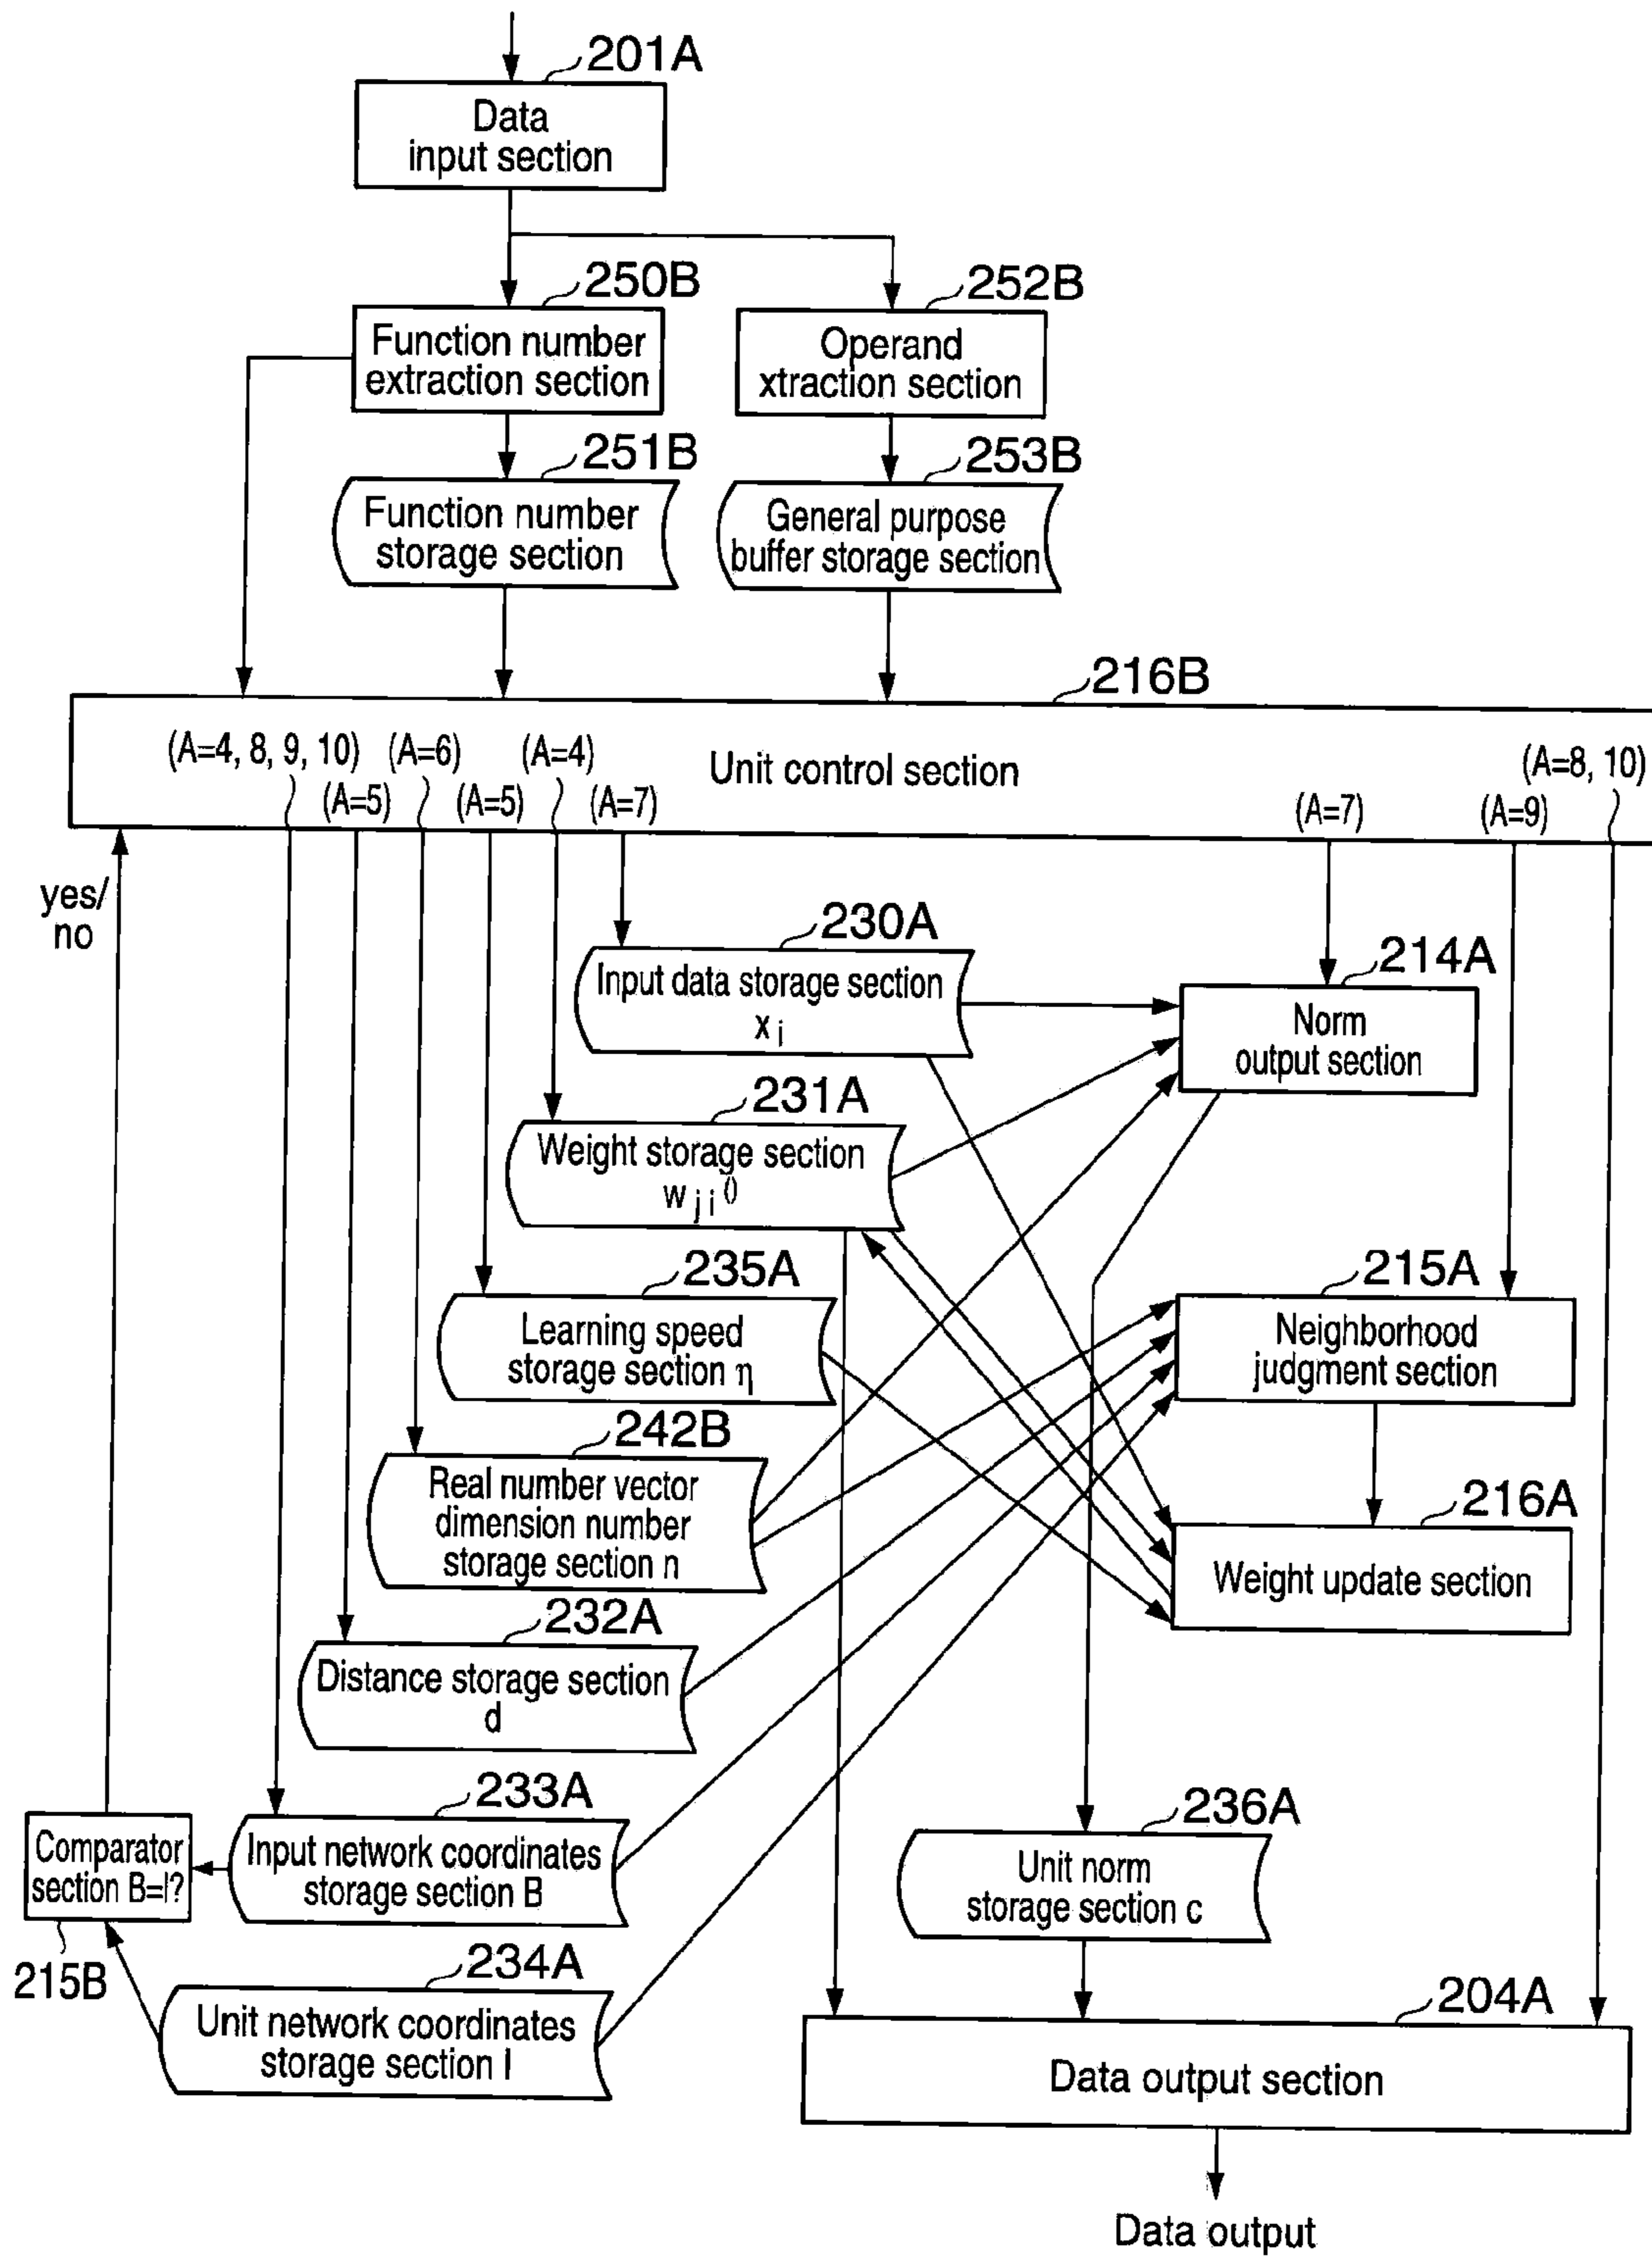 201A
Data
input section
250B
252B
Function number
extraction section
Operand
xtraction section
251B
253B
Function number
storage section
General purpose
buffer storage section
216B
(A=4, 8, 9, 10)
(A=6)
(A=4)
Unit control section
(A=8, 10)
(A=5)
(A=5)
(A=7)
(A=7)
(A=9)
yes/
no
230A
Input data storage section
x i
214A
Norm
output section
231A
Weight storage section
w j i 0
235A
Learning speed
storage section η
215A
Neighborhood
judgment section
242B
Real number vector
dimension number
storage section n
216A
Weight update section
232A
Distance storage section
d
233A
Input network coordinates
storage section B
Comparator
section B=I?
215B
236A
Unit norm
storage section c
234A
Unit network coordinates
storage section I
204A
Data output section
Data output